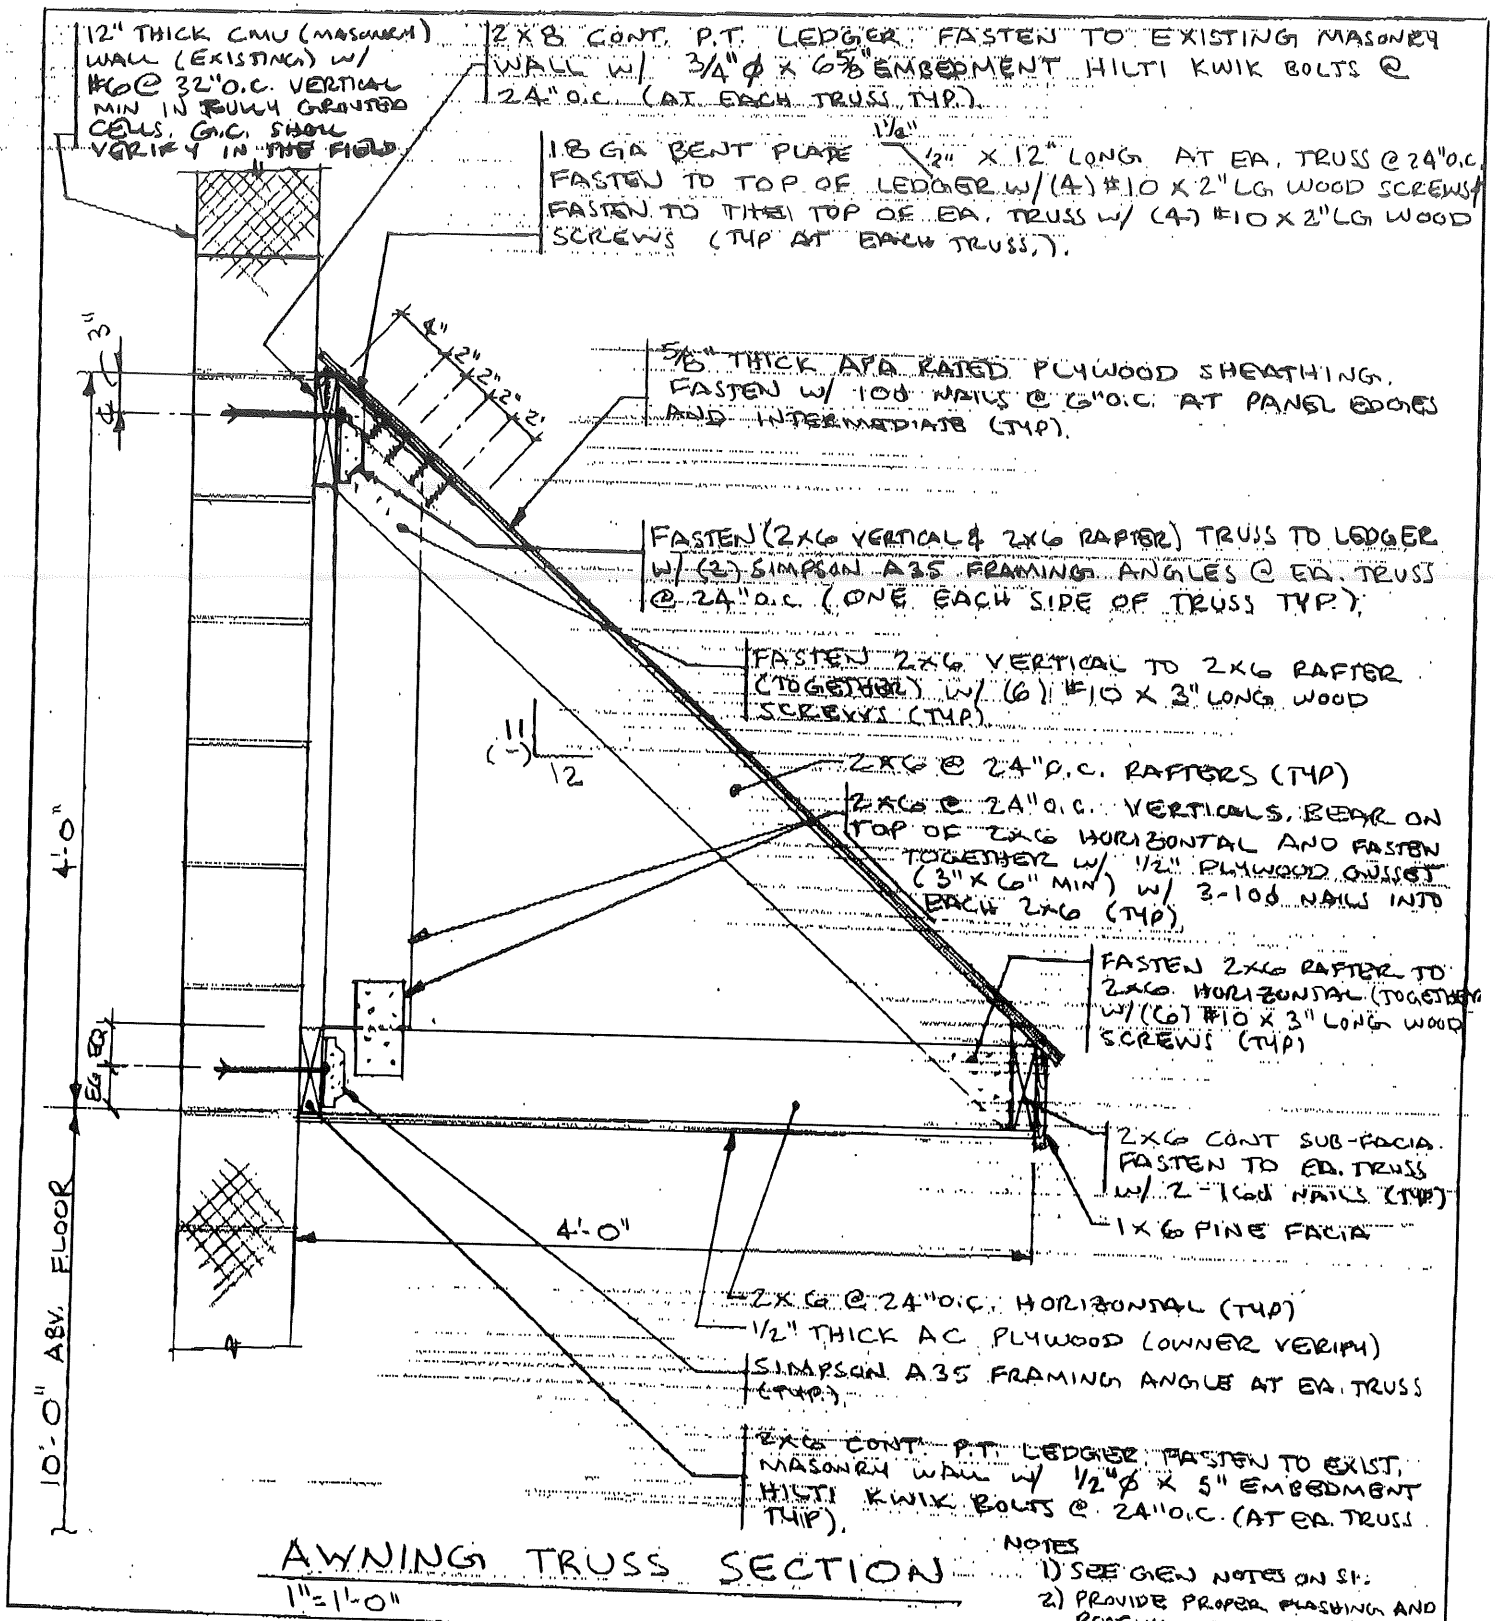 12" THICK CMU (MASONRY)
WALL (EXISTING) W/
#6 @ 32" O.C. VERTICAL
MIN IN FULLY GROUTED
CELLS. G.C. SHALL
VERIFY IN THE FIELD
2X8 CONT. P.T. LEDGER FASTEN TO EXISTING MASONRY
WALL W/ 3/4"Ø X 6 5/8" EMBEDMENT HILTI KWIK BOLTS @
24" O.C. (AT EACH TRUSS TYP.)
18 GA BENT PLATE 1 1/2" X 12" LONG AT EA. TRUSS @ 24" O.C.
FASTEN TO TOP OF LEDGER W/ (4) #10 X 2" LG WOOD SCREWS
FASTEN TO THE TOP OF EA. TRUSS W/ (4) #10 X 2" LG WOOD
SCREWS (TYP AT EACH TRUSS.).
3"
4"
2"
2"
2"
5/8" THICK APA RATED PLYWOOD SHEATHING.
FASTEN W/ 10d NAILS @ 6" O.C. AT PANEL EDGES
AND INTERMEDIATE (TYP).
FASTEN (2X6 VERTICAL & 2X6 RAFTER) TRUSS TO LEDGER
W/ (2) SIMPSON A35 FRAMING ANGLES @ EA. TRUSS
@ 24" O.C. (ONE EACH SIDE OF TRUSS TYP.).
FASTEN 2X6 VERTICAL TO 2X6 RAFTER
(TOGETHER) W/ (6) #10 X 3" LONG WOOD
SCREWS (TYP).
11
(-)
12
2X6 @ 24" O.C. RAFTERS (TYP)
2X6 @ 24" O.C. VERTICALS. BEAR ON
TOP OF 2X6 HORIZONTAL AND FASTEN
TOGETHER W/ 1/2" PLYWOOD GUSSET
(3" X 6" MIN) W/ 3-10d NAILS INTO
EACH 2X6 (TYP).
4'-0"
FASTEN 2X6 RAFTER TO
2X6 HORIZONTAL (TOGETHER
W/ (6) #10 X 3" LONG WOOD
SCREWS (TYP)
EQ EQ
2X6 CONT SUB-FACIA.
FASTEN TO EA. TRUSS
W/ 2-16d NAILS (TYP)
1X6 PINE FACIA
4'-0"
10'-0" ABV. FLOOR
2X6 @ 24" O.C. HORIZONTAL (TYP)
1/2" THICK AC PLYWOOD (OWNER VERIFY)
SIMPSON A35 FRAMING ANGLE AT EA. TRUSS
(TYP.).
2X6 CONT. P.T. LEDGER. FASTEN TO EXIST.
MASONRY WALL W/ 1/2"Ø X 5" EMBEDMENT
HILTI KWIK BOLTS @ 24" O.C. (AT EA. TRUSS
TYP).
AWNING TRUSS SECTION
1"=1'-0"
NOTES
1) SEE GEN NOTES ON S1.
2) PROVIDE PROPER FLASHING AND